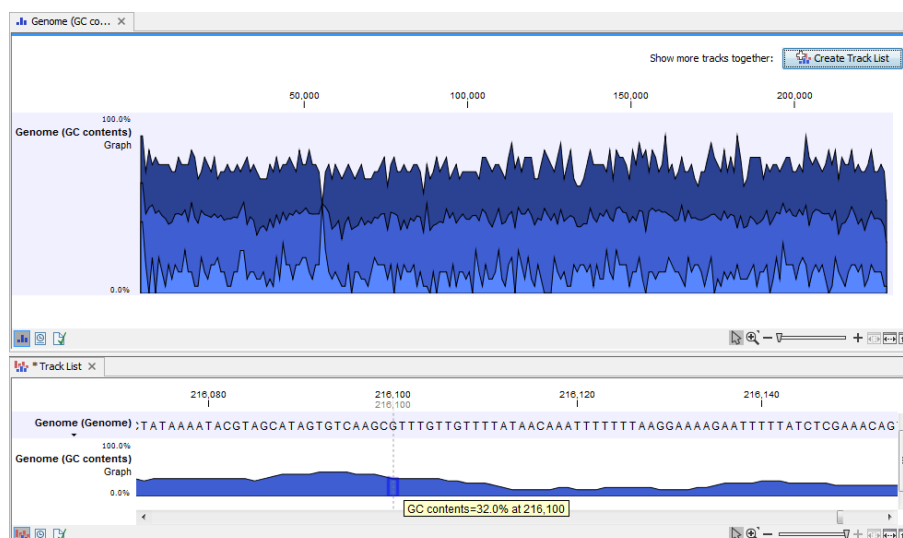 Genome (GC co...
Show more tracks together: Create Track List
50,000 100,000 150,000 200,000
100.0%
Genome (GC contents)
Graph
0.0%
* Track List
216,080 216,100 216,120 216,140
216,100
Genome (Genome) CTATAAAATACGTAGCATAGTGTCAAGCGTTTGTTGTTTTATAACAAATTTTTTTAAGGAAAAGAATTTTTATCTCGAAACAGT
100.0%
Genome (GC contents)
Graph
0.0%
GC contents=32.0% at 216,100